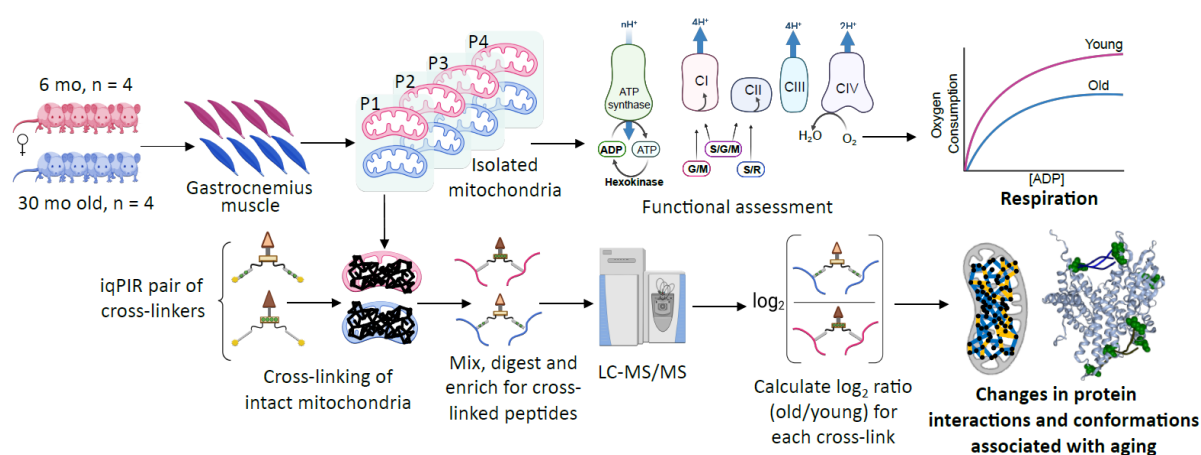 6 mo, n = 4
♀
30 mo old, n = 4
Gastrocnemius
muscle
P1
P2
P3
P4
Isolated
mitochondria
nH⁺
ATP
synthase
ADP
ATP
Hexokinase
4H⁺
CI
CII
4H⁺
CIII
2H⁺
CIV
H₂O
O₂
G/M
S/G/M
S/R
Functional assessment
Oxygen
Consumption
Young
Old
[ADP]
Respiration
iqPIR pair of
cross-linkers
Cross-linking of
intact mitochondria
Mix, digest and
enrich for cross-
linked peptides
LC-MS/MS
log₂
Calculate log₂ ratio
(old/young) for
each cross-link
Changes in protein
interactions and conformations
associated with aging